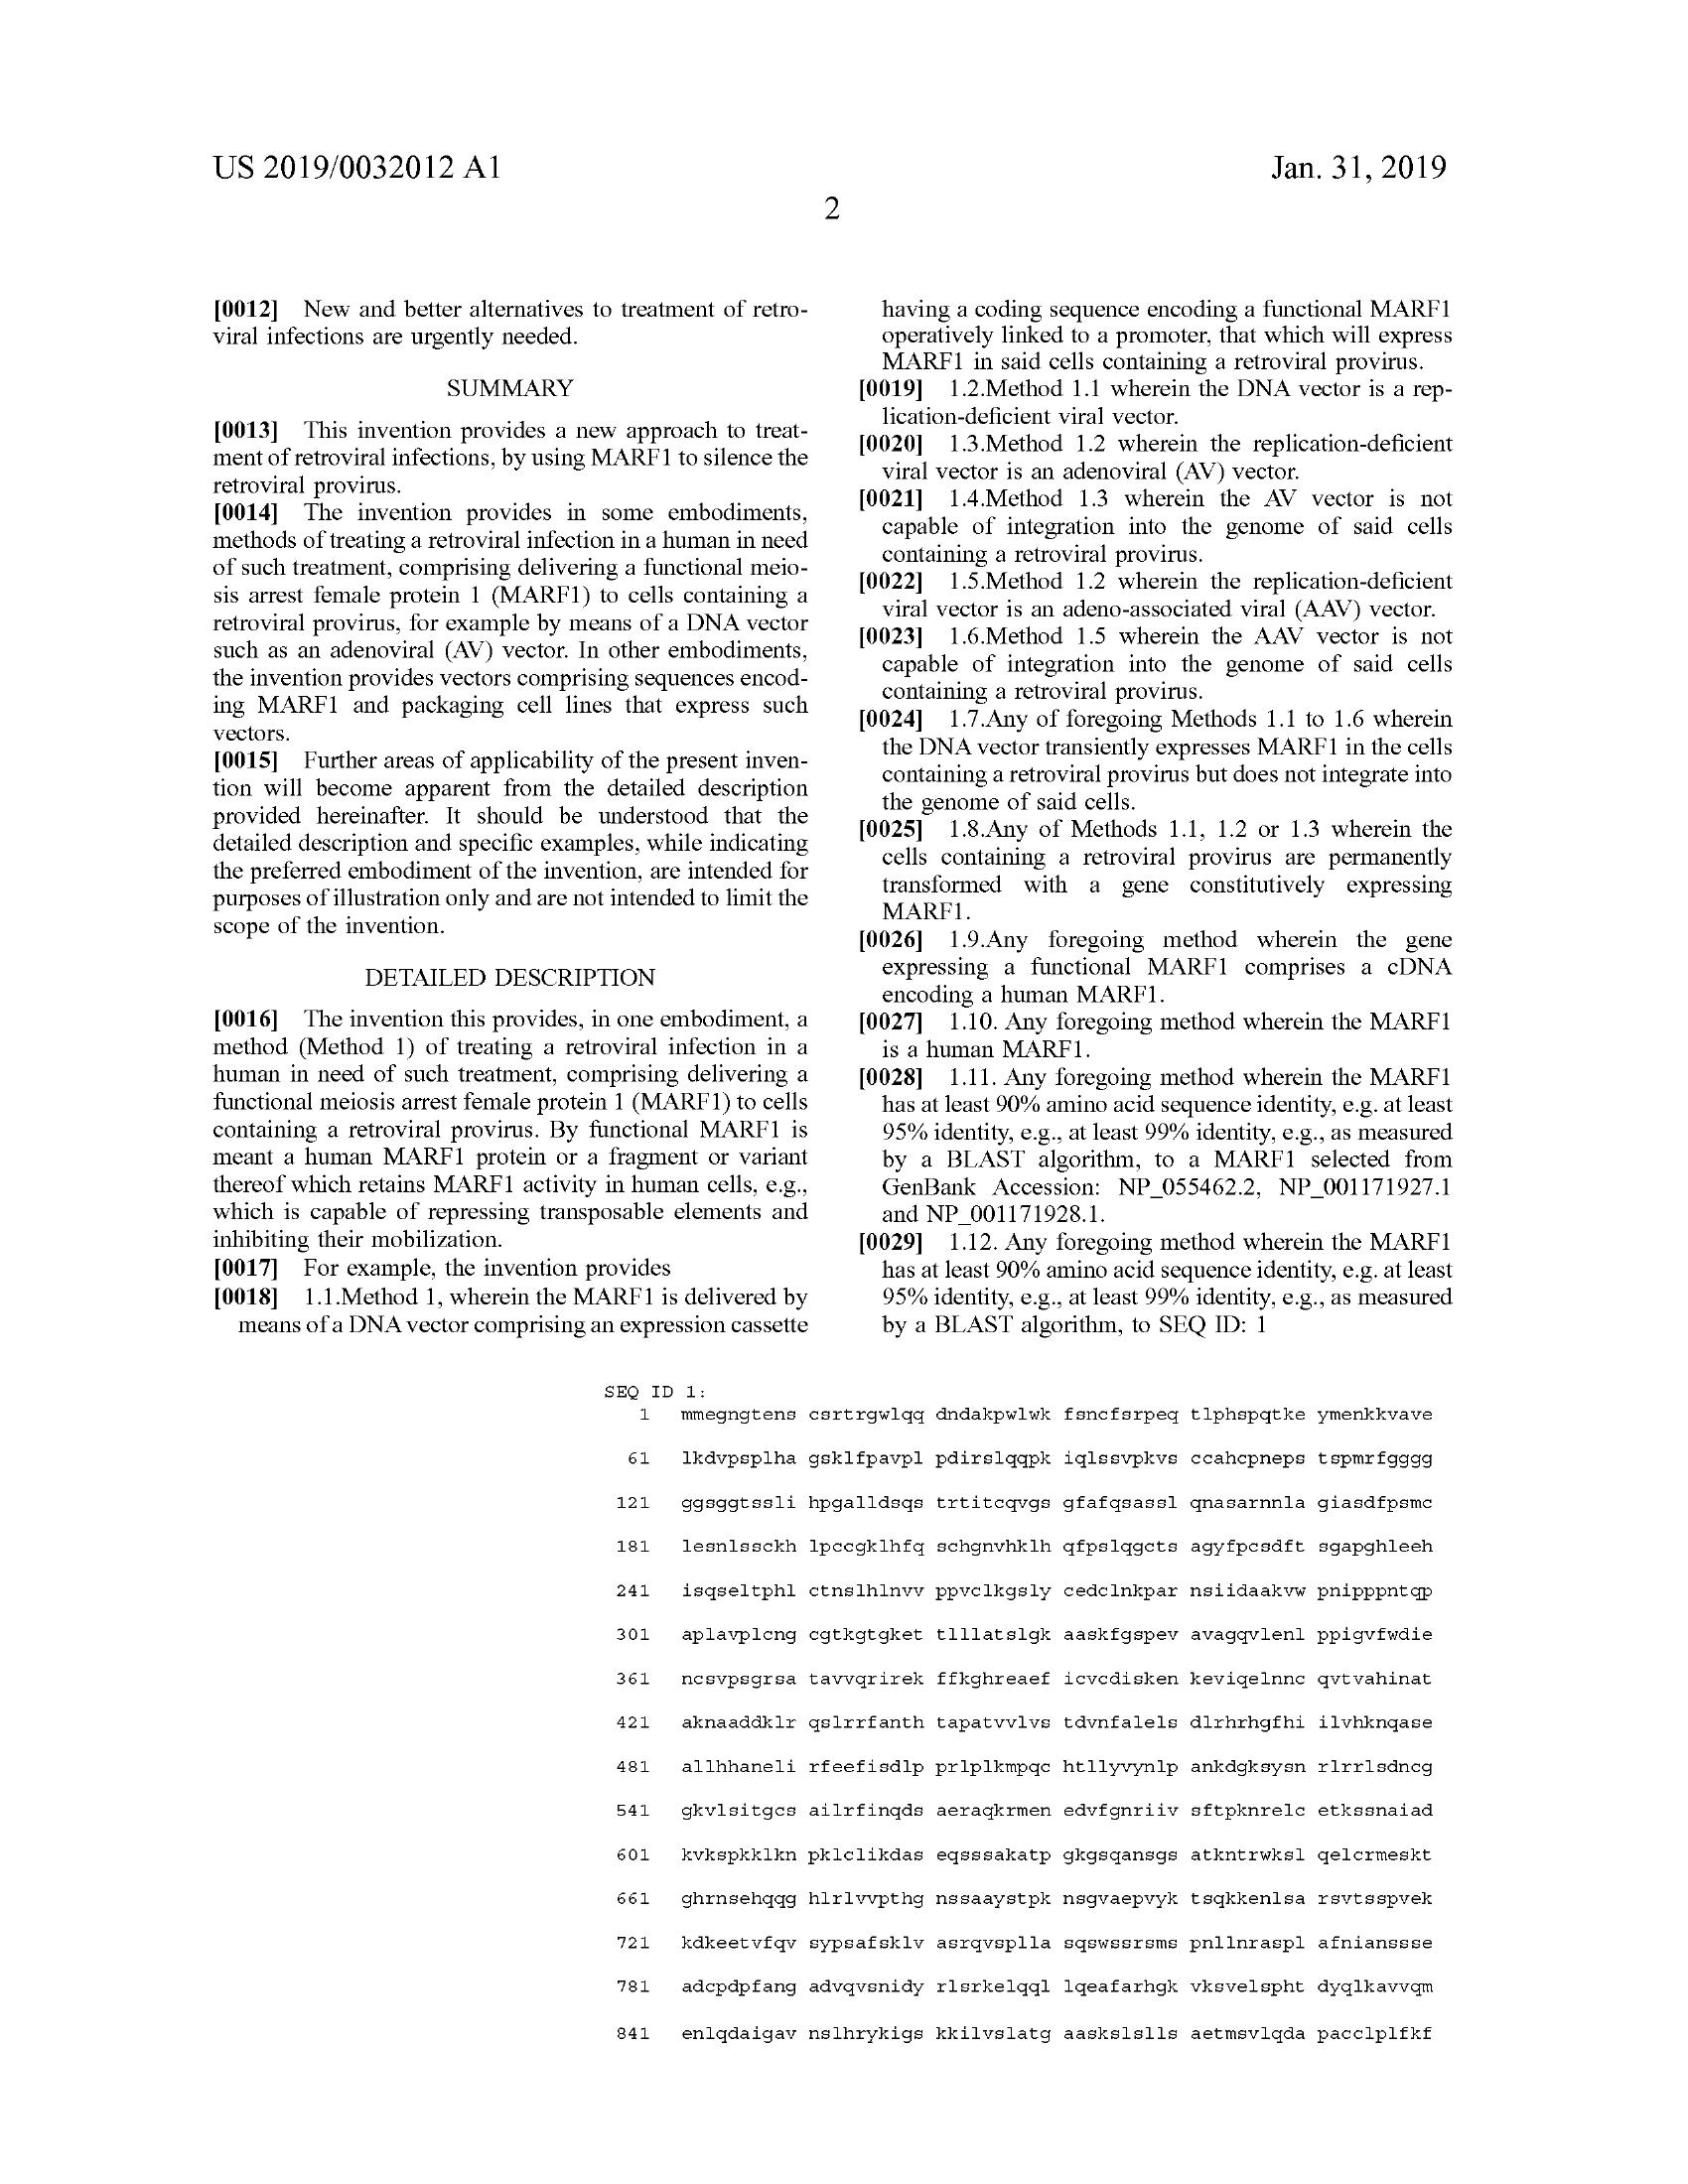 US 2019/0032012 A1
Jan. 31, 2019
2
[0012] New and better alternatives to treatment of retro-
viral infections are urgently needed.
SUMMARY
[0013] This invention provides a new approach to treat-
ment of retroviral infections, by using MARF1 to silence the
retroviral provirus.
[0014] The invention provides in some embodiments,
methods of treating a retroviral infection in a human in need
of such treatment, comprising delivering a functional meio-
sis arrest female protein 1 (MARF1) to cells containing a
retroviral provirus, for example by means of a DNA vector
such as an adenoviral (AV) vector. In other embodiments,
the invention provides vectors comprising sequences encod-
ing MARF1 and packaging cell lines that express such
vectors.
[0015] Further areas of applicability of the present inven-
tion will become apparent from the detailed description
provided hereinafter. It should be understood that the
detailed description and specific examples, while indicating
the preferred embodiment of the invention, are intended for
purposes of illustration only and are not intended to limit the
scope of the invention.
DETAILED DESCRIPTION
[0016] The invention this provides, in one embodiment, a
method (Method 1) of treating a retroviral infection in a
human in need of such treatment, comprising delivering a
functional meiosis arrest female protein 1 (MARF1) to cells
containing a retroviral provirus. By functional MARF1 is
meant a human MARF1 protein or a fragment or variant
thereof which retains MARF1 activity in human cells, e.g.,
which is capable of repressing transposable elements and
inhibiting their mobilization.
[0017] For example, the invention provides
[0018] 1.1.Method 1, wherein the MARF1 is delivered by
means of a DNA vector comprising an expression cassette
having a coding sequence encoding a functional MARF1
operatively linked to a promoter, that which will express
MARF1 in said cells containing a retroviral provirus.
[0019] 1.2.Method 1.1 wherein the DNA vector is a rep-
lication-deficient viral vector.
[0020] 1.3.Method 1.2 wherein the replication-deficient
viral vector is an adenoviral (AV) vector.
[0021] 1.4.Method 1.3 wherein the AV vector is not
capable of integration into the genome of said cells
containing a retroviral provirus.
[0022] 1.5.Method 1.2 wherein the replication-deficient
viral vector is an adeno-associated viral (AAV) vector.
[0023] 1.6.Method 1.5 wherein the AAV vector is not
capable of integration into the genome of said cells
containing a retroviral provirus.
[0024] 1.7.Any of foregoing Methods 1.1 to 1.6 wherein
the DNA vector transiently expresses MARF1 in the cells
containing a retroviral provirus but does not integrate into
the genome of said cells.
[0025] 1.8.Any of Methods 1.1, 1.2 or 1.3 wherein the
cells containing a retroviral provirus are permanently
transformed with a gene constitutively expressing
MARF1.
[0026] 1.9.Any foregoing method wherein the gene
expressing a functional MARF1 comprises a cDNA
encoding a human MARF1.
[0027] 1.10. Any foregoing method wherein the MARF1
is a human MARF1.
[0028] 1.11. Any foregoing method wherein the MARF1
has at least 90% amino acid sequence identity, e.g. at least
95% identity, e.g., at least 99% identity, e.g., as measured
by a BLAST algorithm, to a MARF1 selected from
GenBank Accession: NP_055462.2, NP_001171927.1
and NP_001171928.1.
[0029] 1.12. Any foregoing method wherein the MARF1
has at least 90% amino acid sequence identity, e.g. at least
95% identity, e.g., at least 99% identity, e.g., as measured
by a BLAST algorithm, to SEQ ID: 1
SEQ ID 1:
1 mmegngtens csrtrgwlqq dndakpwlwk fsncfsrpeq tlphspqtke ymenkkvave
61 lkdvpsplha gsklfpavpl pdirslqqpk iqlssvpkvs ccahcpneps tspmrfgggg
121 ggsggtssli hpgalldsqs trtitcqvgs gfafqsassl qnasarnnla giasdfpsmc
181 lesnlssckh lpccgklhfq schgnvhklh qfpslqgcts agyfpcsdft sgapghleeh
241 isqseltphl ctnslhlnvv ppvclkgsly cedclnkpar nsiidaakvw pnipppntqp
301 aplavplcng cgtkgtgket tlllatslgk aaskfgspev avagqvlenl ppigvfwdie
361 ncsvpsgrsa tavvqrirek ffkghreaef icvcdisken keviqelnnc qvtvahinat
421 aknaaddklr qslrrfanth tapatvvlvs tdvnfalels dlrhrhgfhi ilvhknqase
481 allhhaneli rfeefisdlp prlplkmpqc htllyvynlp ankdgksysn rlrrlsdncg
541 gkvlsitgcs ailrfinqds aeraqkrmen edvfgnriiv sftpknrelc etkssnaiad
601 kvkspkklkn pklclikdas eqsssakatp gkgsqansgs atkntrwksl qelcrmeskt
661 ghrnsehqqg hlrlvvpthg nssaaystpk nsgvaepvyk tsqkkenlsa rsvtsspvek
721 kdkeetvfqv sypsafsklv asrqvsplla sqswssrsms pnllnraspl afnianssse
781 adcpdpfang advqvsnidy rlsrkelqql lqeafarhgk vksvelspht dyqlkavvqm
841 enlqdaigav nslhrykigs kkilvslatg aaskslslls aetmsvlqda pacclplfkf